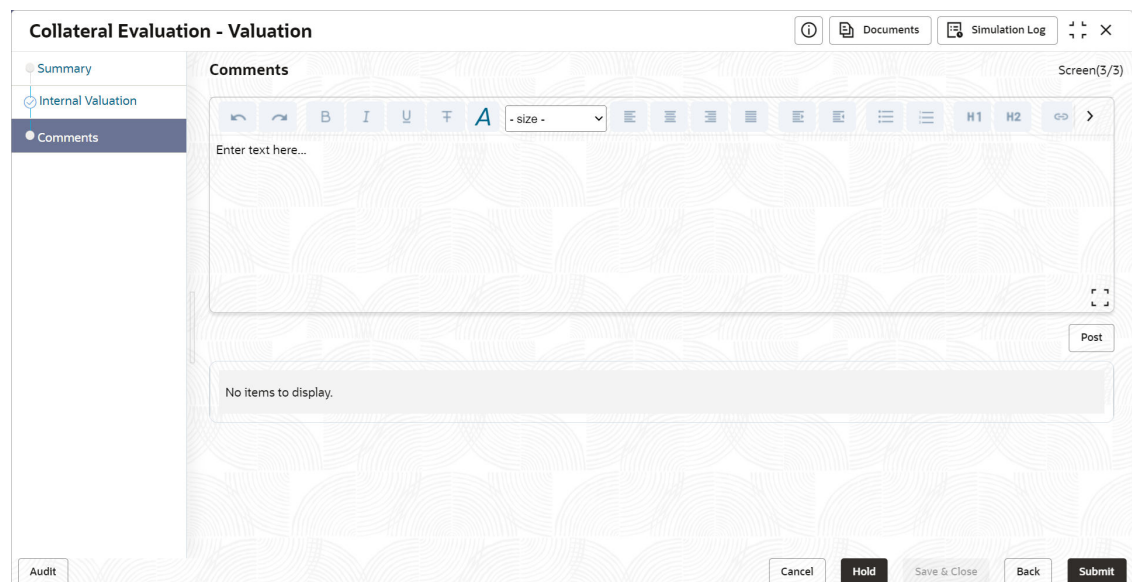 Collateral Evaluation - Valuation
Documents
Simulation Log
Summary
Internal Valuation
Comments
Comments
Screen(3/3)
B I U T A - size - H1 H2
Enter text here...
Post
No items to display.
Audit
Cancel
Hold
Save & Close
Back
Submit